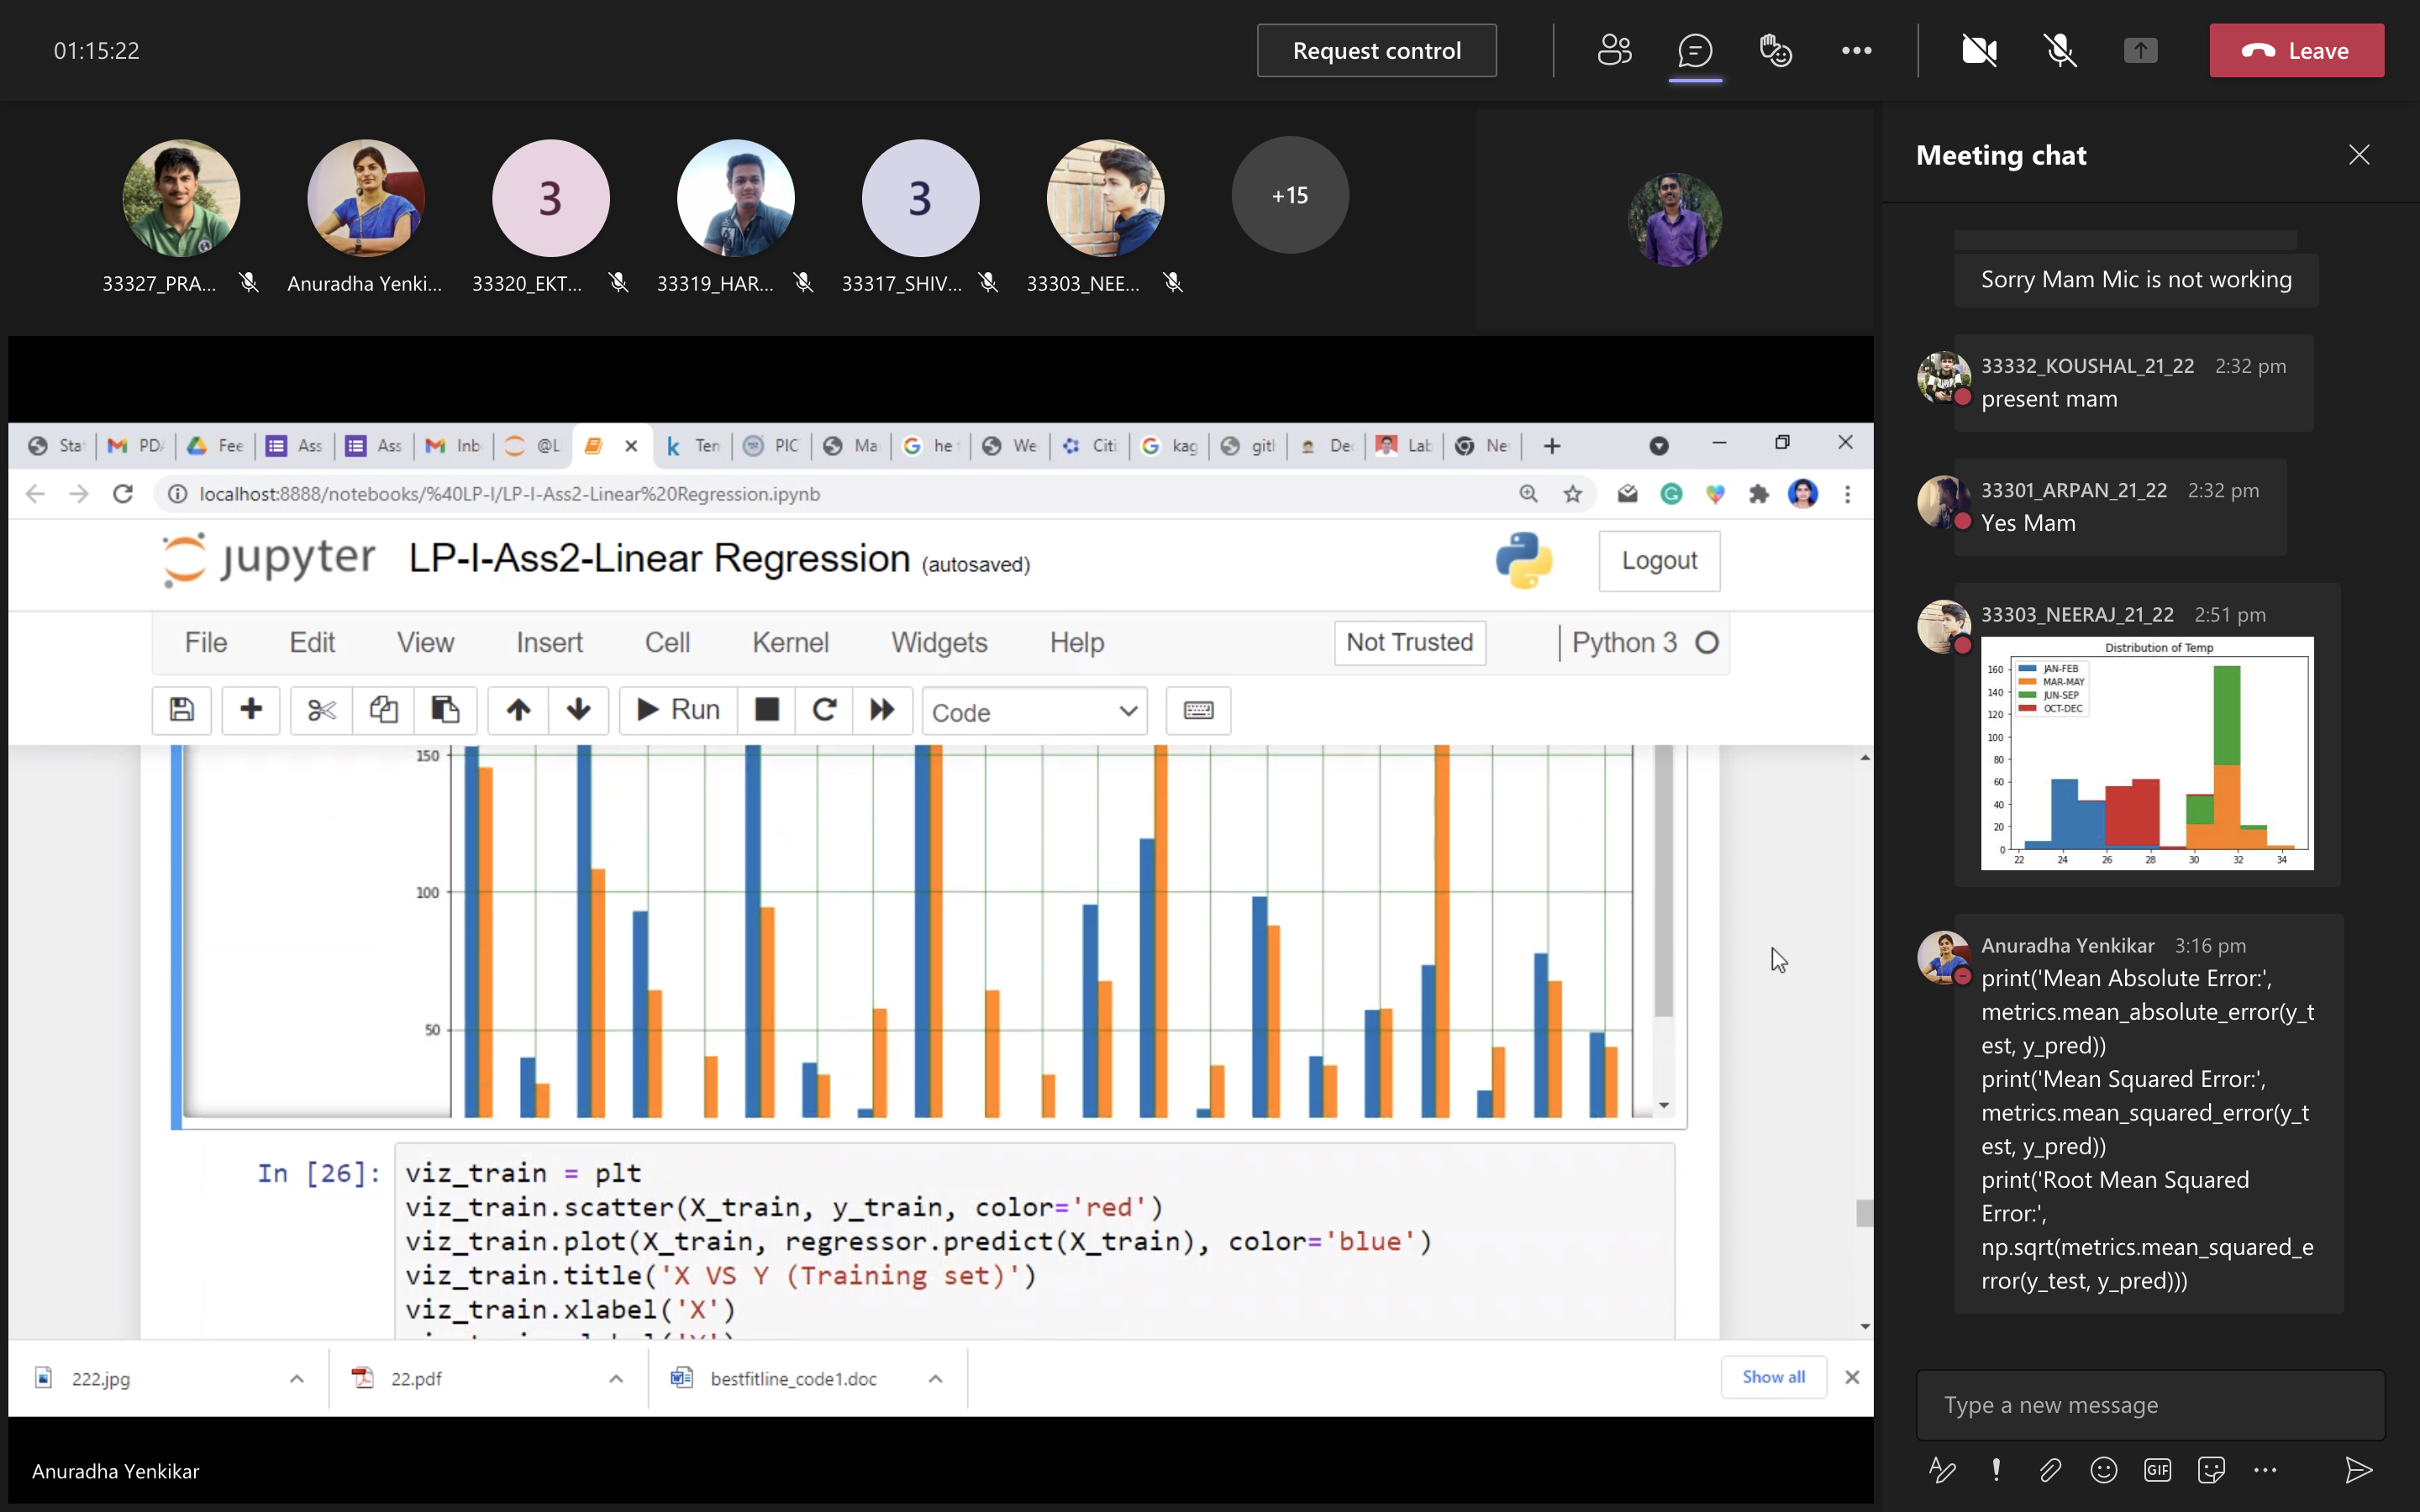 01:15:22
Request control
Leave
33327_PRA...
Anuradha Yenki...
3
33320_EKT...
33319_HAR...
3
33317_SHIV...
33303_NEE...
+15
Meeting chat
Sorry Mam Mic is not working
33332_KOUSHAL_21_22 2:32 pm
present mam
33301_ARPAN_21_22 2:32 pm
Yes Mam
33303_NEERAJ_21_22 2:51 pm
Distribution of Temp
JAN-FEB
MAR-MAY
JUN-SEP
OCT-DEC
160
140
120
100
80
60
40
20
0
22 24 26 28 30 32 34
Anuradha Yenkikar 3:16 pm
print('Mean Absolute Error:',
metrics.mean_absolute_error(y_t
est, y_pred))
print('Mean Squared Error:',
metrics.mean_squared_error(y_t
est, y_pred))
print('Root Mean Squared
Error:',
np.sqrt(metrics.mean_squared_e
rror(y_test, y_pred)))
Type a new message
GIF
Sta PD Fee Ass Ass Inb @L Ten PIC Ma he We Citi kag gitl De Lab Ne
localhost:8888/notebooks/%40LP-I/LP-I-Ass2-Linear%20Regression.ipynb
jupyter LP-I-Ass2-Linear Regression (autosaved)
Logout
File Edit View Insert Cell Kernel Widgets Help
Not Trusted
Python 3
Run
Code
150
100
50
In [26]:
viz_train = plt
viz_train.scatter(X_train, y_train, color='red')
viz_train.plot(X_train, regressor.predict(X_train), color='blue')
viz_train.title('X VS Y (Training set)')
viz_train.xlabel('X')
222.jpg
22.pdf
bestfitline_code1.doc
Show all
Anuradha Yenkikar